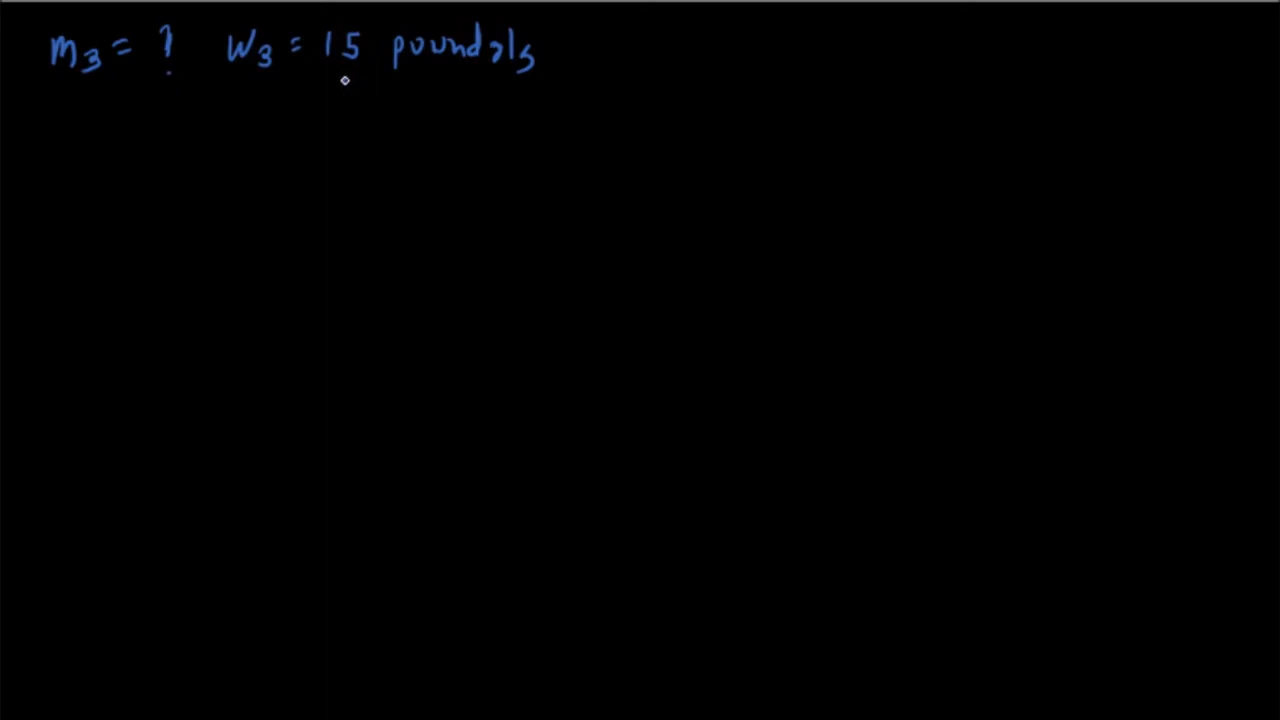 m₃ = ? W₃ = 15 poundals